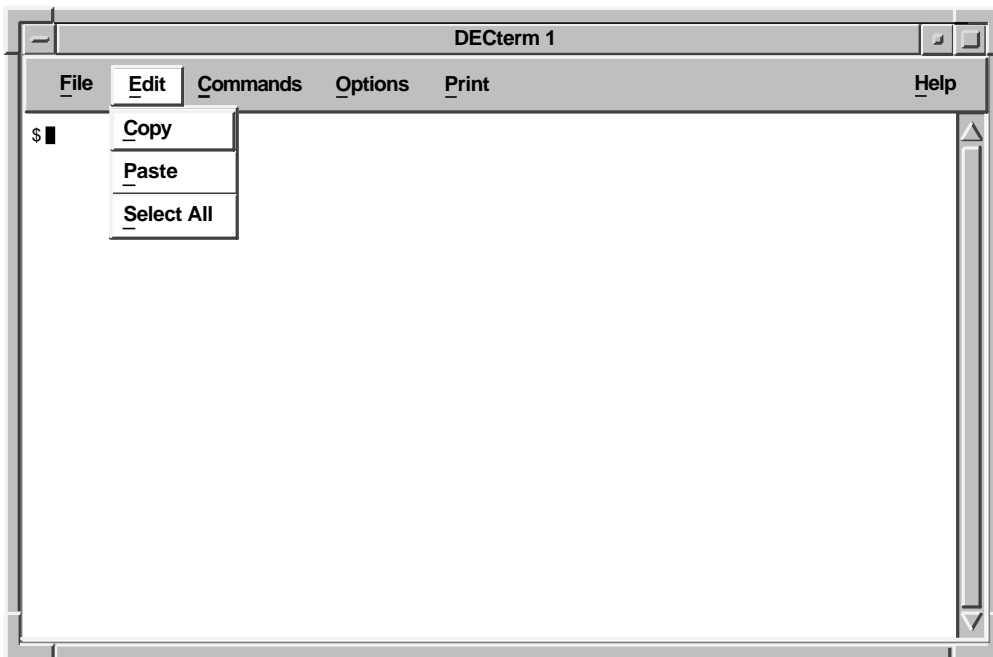 DECterm 1
File Edit Commands Options Print Help
$
Copy
Paste
Select All